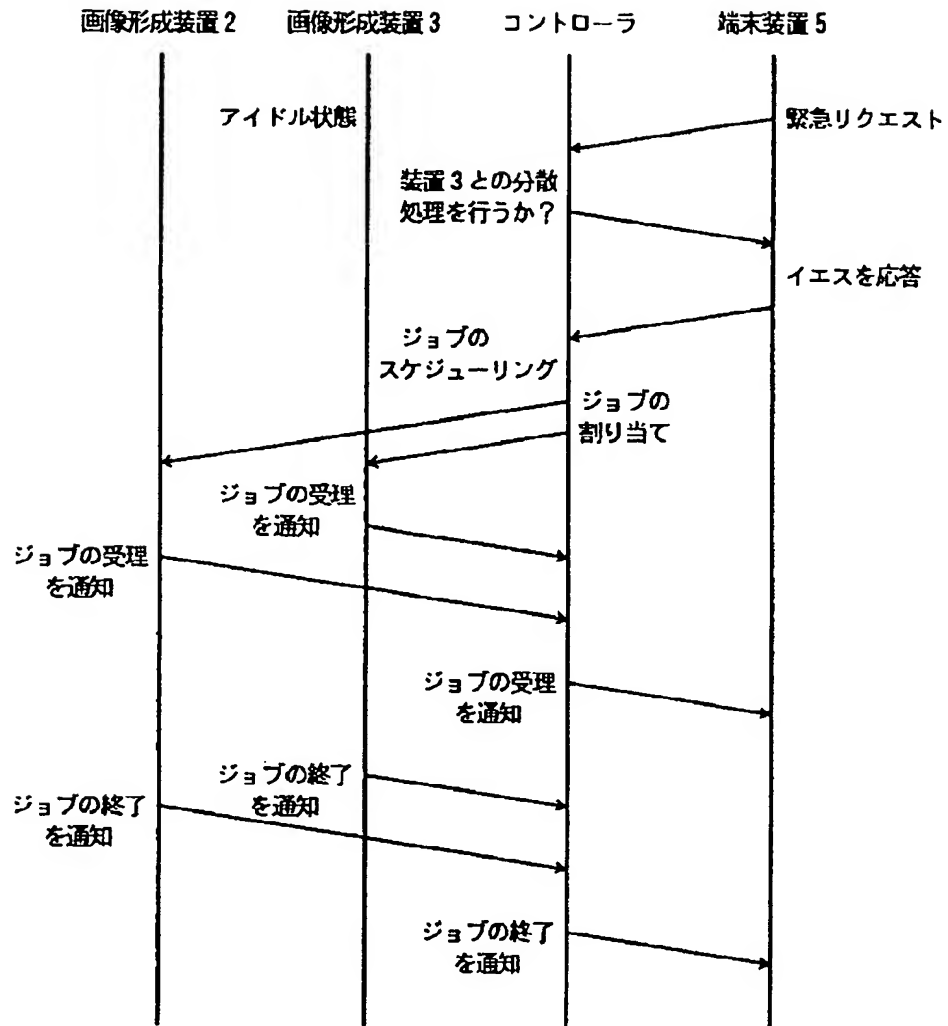 画像形成装置2 画像形成装置3 コントローラ 端末装置5
アイドル状態
緊急リクエスト
装置3との分散
処理を行うか?
イエスを応答
ジョブの
スケジューリング
ジョブの
割り当て
ジョブの受理
を通知
ジョブの受理
を通知
ジョブの受理
を通知
ジョブの終了
を通知
ジョブの終了
を通知
ジョブの終了
を通知